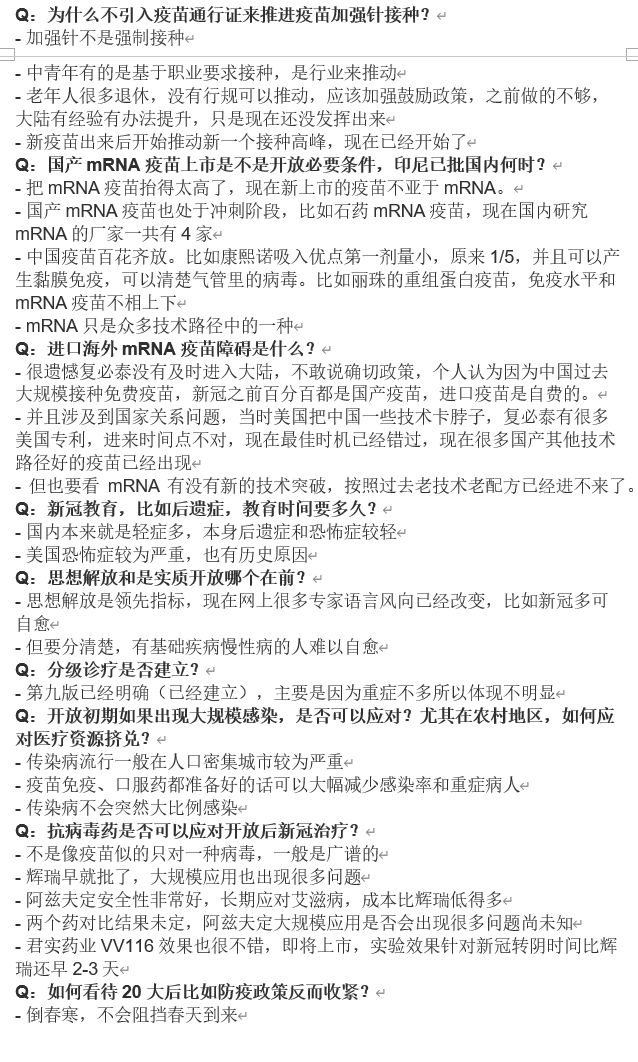 Q：为什么不引入疫苗通行证来推进疫苗加强针接种？
- 加强针不是强制接种
- 中青年有的是基于职业要求接种，是行业来推动
- 老年人很多退休，没有行规可以推动，应该加强鼓励政策，之前做的不够，
大陆有经验有办法提升，只是现在还没发挥出来
- 新疫苗出来后开始推动新一个接种高峰，现在已经开始了
Q：国产 mRNA 疫苗上市是不是开放必要条件，印尼已批国内何时？
- 把 mRNA 疫苗抬得太高了，现在新上市的疫苗不亚于 mRNA。
- 国产 mRNA 疫苗也处于冲刺阶段，比如石药 mRNA 疫苗，现在国内研究
mRNA 的厂家一共有 4 家
- 中国疫苗百花齐放。比如康熙诺吸入优点第一剂量小，原来 1/5，并且可以产
生黏膜免疫，可以清楚气管里的病毒。比如丽珠的重组蛋白疫苗，免疫水平和
mRNA 疫苗不相上下
- mRNA 只是众多技术路径中的一种
Q：进口海外 mRNA 疫苗障碍是什么？
- 很遗憾复必泰没有及时进入大陆，不敢说确切政策，个人认为因为中国过去
大规模接种免费疫苗，新冠之前百分百都是国产疫苗，进口疫苗是自费的。
- 并且涉及到国家关系问题，当时美国把中国一些技术卡脖子，复必泰有很多
美国专利，进来时间点不对，现在最佳时机已经错过，现在很多国产其他技术
路径好的疫苗已经出现
- 但也要看 mRNA 有没有新的技术突破，按照过去老技术老配方已经进不来了。
Q：新冠教育，比如后遗症，教育时间要多久？
- 国内本来就是轻症多，本身后遗症和恐怖症较轻
- 美国恐怖症较为严重，也有历史原因
Q：思想解放和是实质开放哪个在前？
- 思想解放是领先指标，现在网上很多专家语言风向已经改变，比如新冠多可
自愈
- 但要分清楚，有基础疾病慢性病的人难以自愈
Q：分级诊疗是否建立？
- 第九版已经明确（已经建立），主要是因为重症不多所以体现不明显
Q：开放初期如果出现大规模感染，是否可以应对？尤其在农村地区，如何应
对医疗资源挤兑？
- 传染病流行一般在人口密集城市较为严重
- 疫苗免疫、口服药都准备好的话可以大幅减少感染率和重症病人
- 传染病不会突然大比例感染
Q：抗病毒药是否可以应对开放后新冠治疗？
- 不是像疫苗似的只对一种病毒，一般是广谱的
- 辉瑞早就批了，大规模应用也出现很多问题
- 阿兹夫定安全性非常好，长期应对艾滋病，成本比辉瑞低得多
- 两个药对比结果未定，阿兹夫定大规模应用是否会出现很多问题尚未知
- 君实药业 VV116 效果也很不错，即将上市，实验效果针对新冠转阴时间比辉
瑞还早 2-3 天
Q：如何看待 20 大后比如防疫政策反而收紧？
- 倒春寒，不会阻挡春天到来